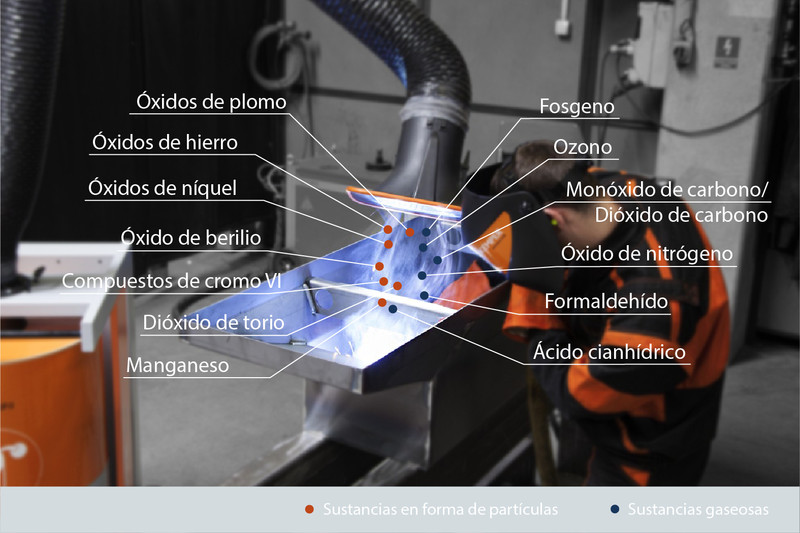 Óxidos de plomo
Óxidos de hierro
Óxidos de níquel
Óxido de berilio
Compuestos de cromo VI
Dióxido de torio
Manganeso
Fosgeno
Ozono
Monóxido de carbono/
Dióxido de carbono
Óxido de nitrógeno
Formaldehído
Ácido cianhídrico
Sustancias en forma de partículas
Sustancias gaseosas